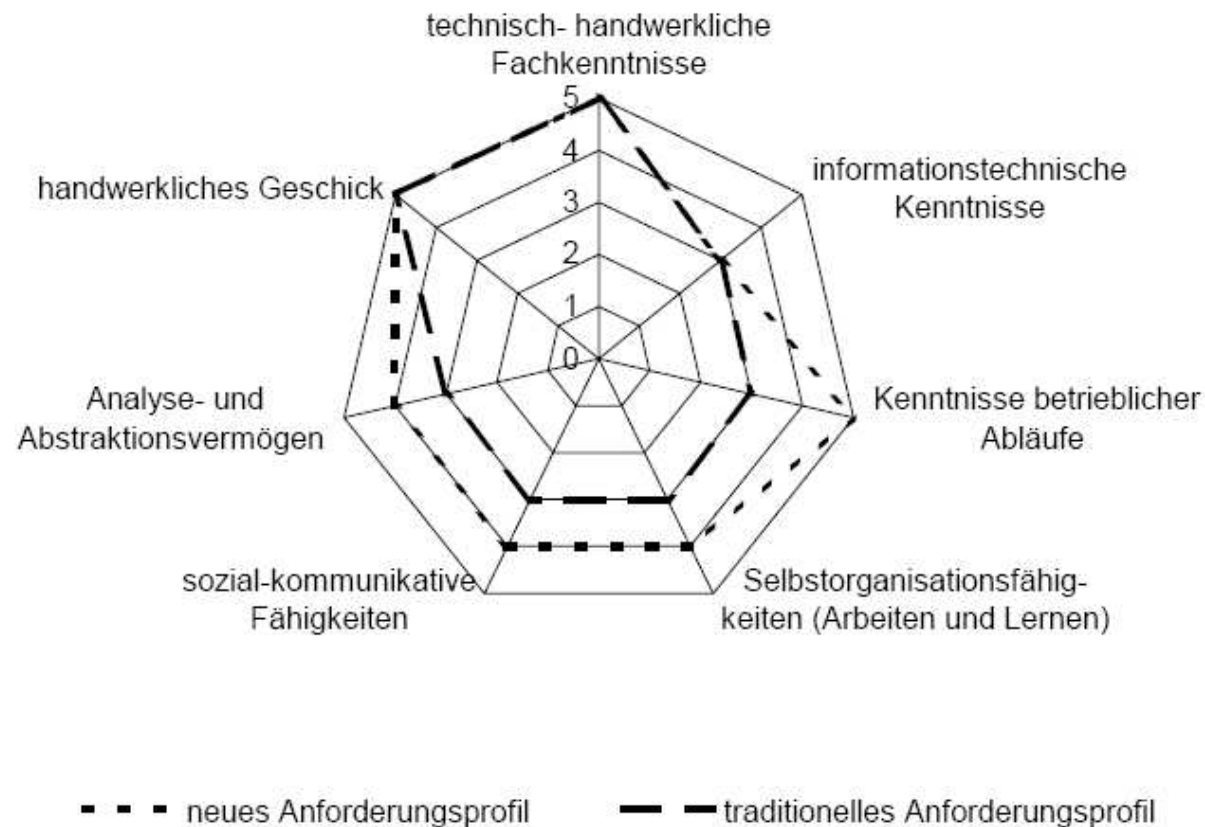 technisch- handwerkliche
Fachkenntnisse
5
4
3
2
1
0
informationstechnische
Kenntnisse
handwerkliches Geschick
Kenntnisse betrieblicher
Abläufe
Analyse- und
Abstraktionsvermögen
Selbstorganisationsfähig-
keiten (Arbeiten und Lernen)
sozial-kommunikative
Fähigkeiten
neues Anforderungsprofil
traditionelles Anforderungsprofil